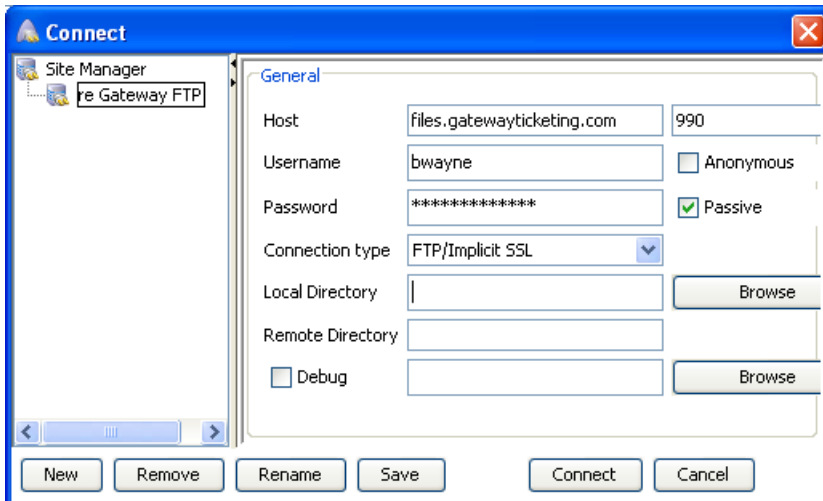 Connect
Site Manager
re Gateway FTP
General
Host files.gatewayticketing.com 990
Username bwayne Anonymous
Password ************* Passive
Connection type FTP/Implicit SSL
Local Directory Browse
Remote Directory
Debug Browse
New Remove Rename Save Connect Cancel